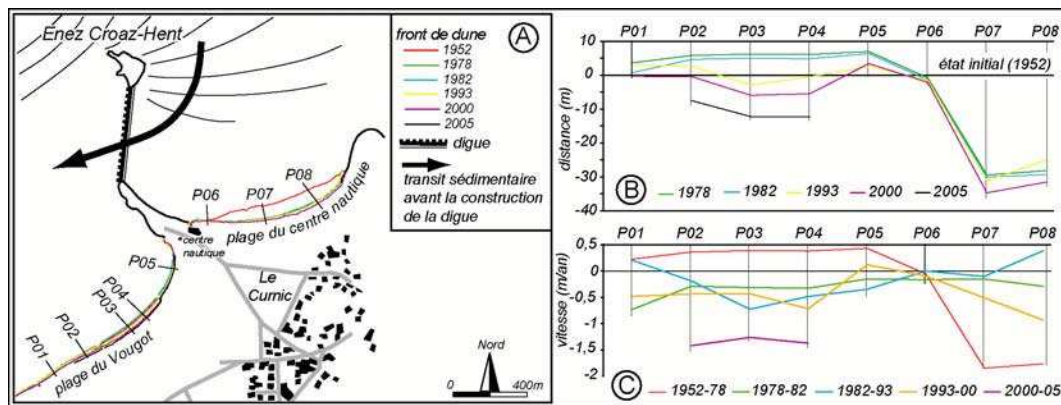 Enez Croaz-Hent
front de dune
A
1952
1978
1982
1993
2000
2005
digue
transit sédimentaire
avant la construction
de la digue
P06
P07
P08
plage du centre nautique
centre
nautique
P05
Le
Curnic
P04
P03
P02
P01
plage du Vougot
Nord
0
400m
P01 P02 P03 P04 P05 P06 P07 P08
10
état initial (1952)
0
-10
-20
-30
-40
distance (m)
B
1978 1982 1993 2000 2005
P01 P02 P03 P04 P05 P06 P07 P08
0,5
0
-0,5
-1
-1,5
-2
vitesse (m/an)
C
1952-78 1978-82 1982-93 1993-00 2000-05